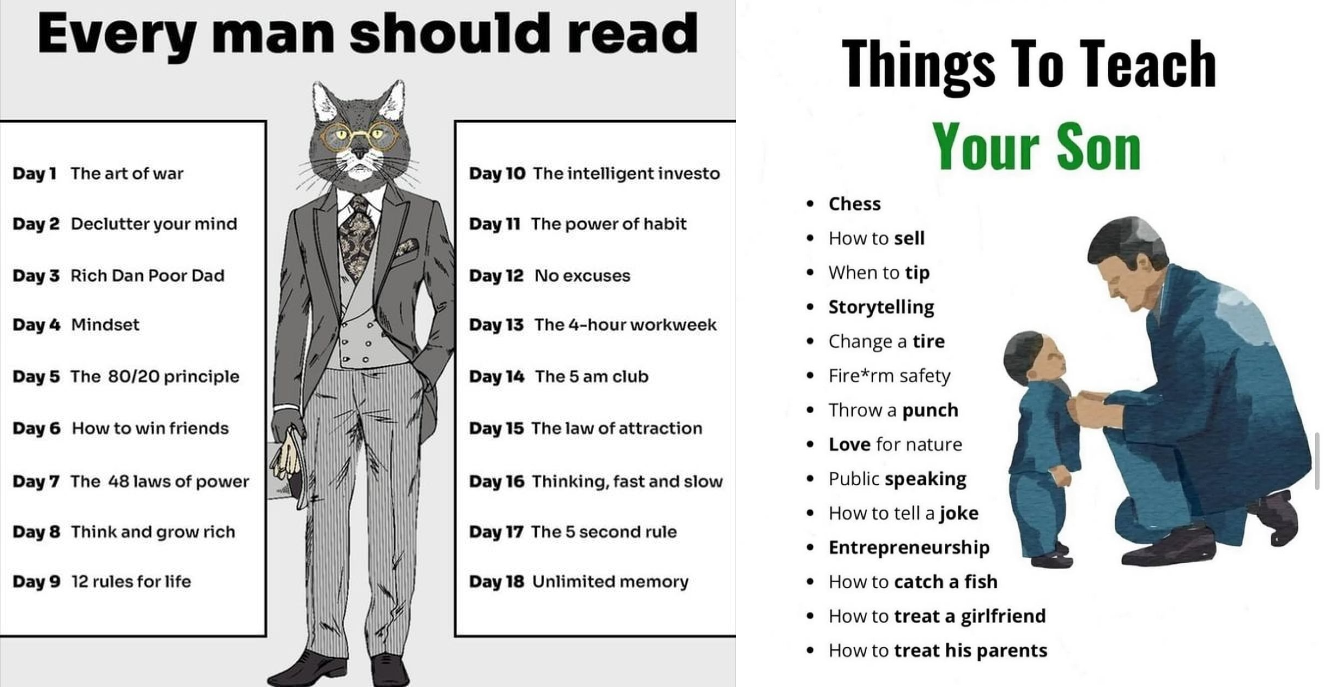 Every man should read
Day 1 The art of war
Day 2 Declutter your mind
Day 3 Rich Dan Poor Dad
Day 4 Mindset
Day 5 The 80/20 principle
Day 6 How to win friends
Day 7 The 48 laws of power
Day 8 Think and grow rich
Day 9 12 rules for life
Day 10 The intelligent investo
Day 11 The power of habit
Day 12 No excuses
Day 13 The 4-hour workweek
Day 14 The 5 am club
Day 15 The law of attraction
Day 16 Thinking, fast and slow
Day 17 The 5 second rule
Day 18 Unlimited memory
Things To Teach
Your Son
• Chess
• How to sell
• When to tip
• Storytelling
• Change a tire
• Fire*rm safety
• Throw a punch
• Love for nature
• Public speaking
• How to tell a joke
• Entrepreneurship
• How to catch a fish
• How to treat a girlfriend
• How to treat his parents